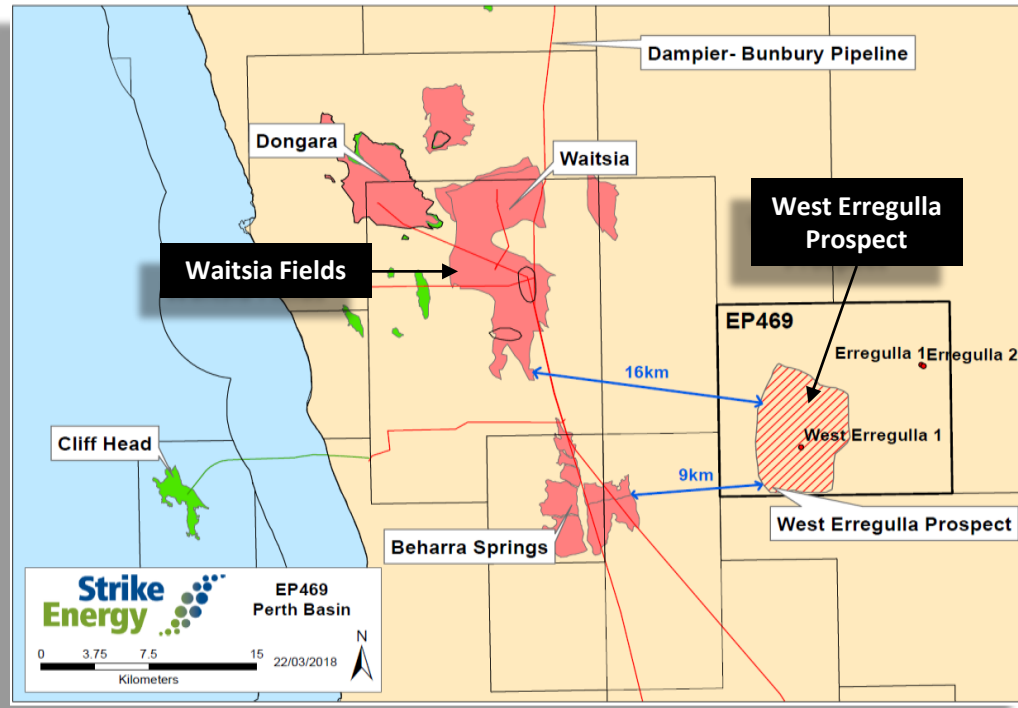 Dampier- Bunbury Pipeline
Dongara
Waitsia
West Erregulla
Prospect
Waitsia Fields
EP469
Erregulla 1
Erregulla 2
16km
West Erregulla 1
Cliff Head
9km
West Erregulla Prospect
Beharra Springs
Strike
Energy
EP469
Perth Basin
N
0 3.75 7.5 15
22/03/2018
Kilometers